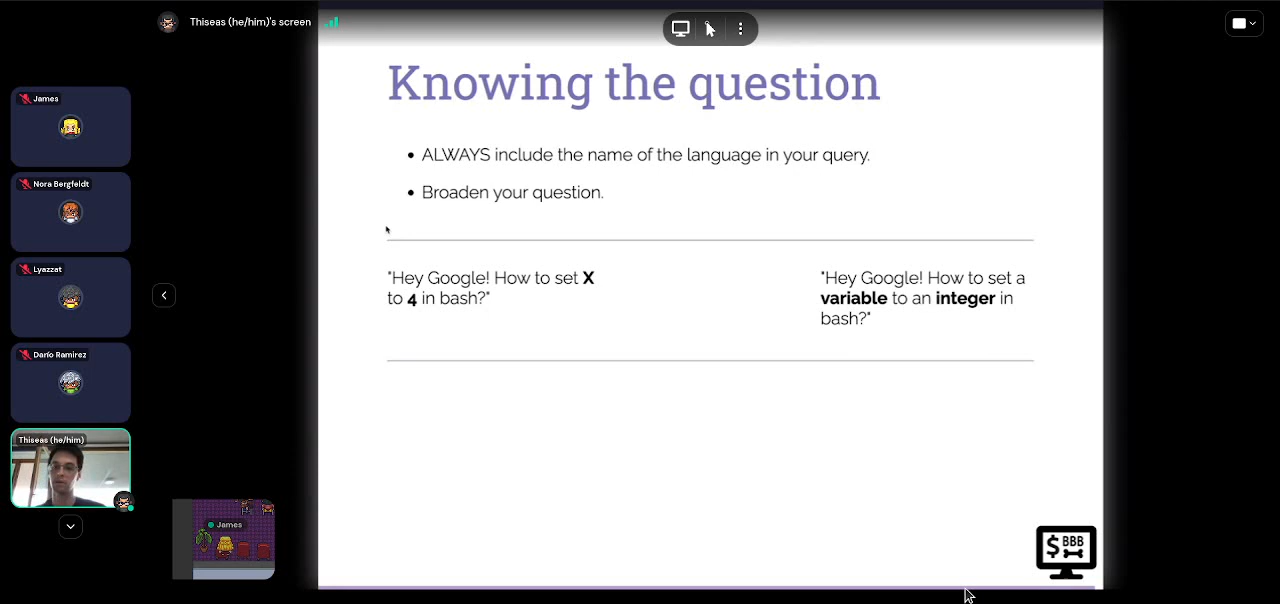 Thiseas (he/him)'s screen
James
Nora Bergfeldt
Lyazzat
Darío Ramirez
Thiseas (he/him)
James
Knowing the question
• ALWAYS include the name of the language in your query.
• Broaden your question.
"Hey Google! How to set X
to 4 in bash?"
"Hey Google! How to set a
variable to an integer in
bash?"
$ BBB